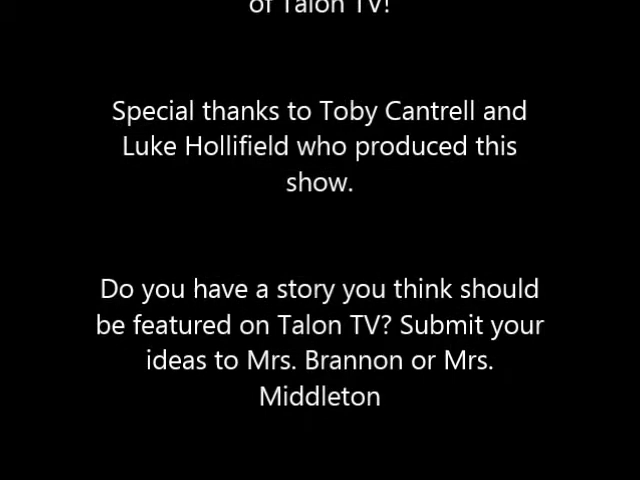 of Talon TV!
Special thanks to Toby Cantrell and
Luke Hollifield who produced this
show.
Do you have a story you think should
be featured on Talon TV? Submit your
ideas to Mrs. Brannon or Mrs.
Middleton